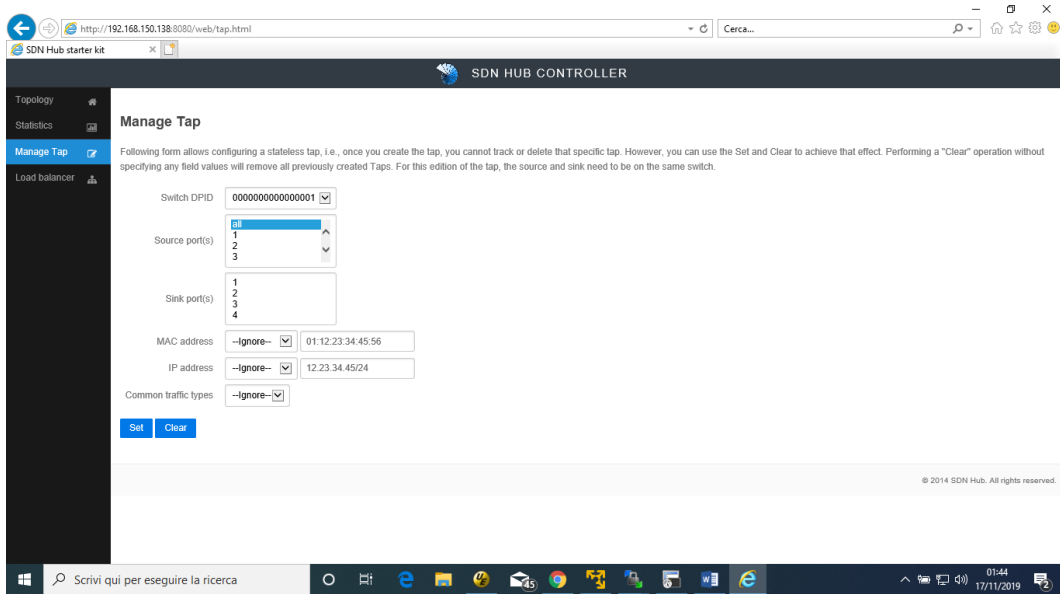 http://192.168.150.138:8080/web/tap.html
Cerca...
SDN Hub starter kit
SDN HUB CONTROLLER
Topology
Statistics
Manage Tap
Load balancer
Manage Tap
Following form allows configuring a stateless tap, i.e., once you create the tap, you cannot track or delete that specific tap. However, you can use the Set and Clear to achieve that effect. Performing a "Clear" operation without
specifying any field values will remove all previously created Taps. For this edition of the tap, the source and sink need to be on the same switch.
Switch DPID 0000000000000001
Source port(s)
all
1
2
3
Sink port(s)
1
2
3
4
MAC address --Ignore-- 01:12:23:34:45:56
IP address --Ignore-- 12.23.34.45/24
Common traffic types --Ignore--
Set Clear
© 2014 SDN Hub. All rights reserved.
Scrivi qui per eseguire la ricerca
45
01:44
17/11/2019
2